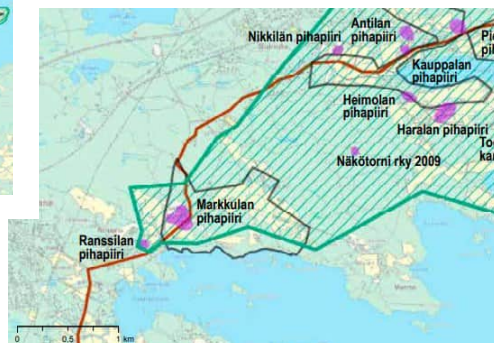 Nikkilän pihapiiri
Antilan
pihapiiri
Kauppalan
pihapiiri
Heimolan
pihapiiri
Haralan pihapiiri
Näkötorni rky 2009
Markkulan
pihapiiri
Ranssilan
pihapiiri
0 0.5 1 km